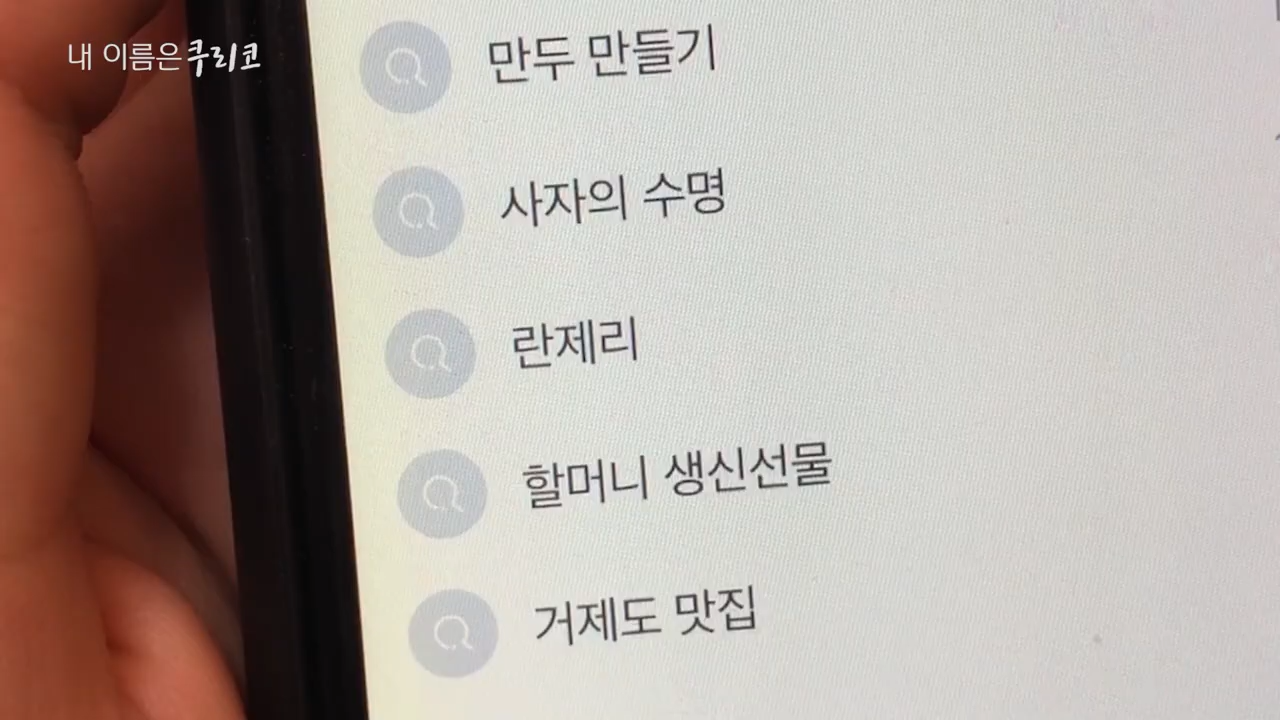 내 이름은 쿠리코
만두 만들기
사자의 수명
란제리
할머니 생신선물
거제도 맛집